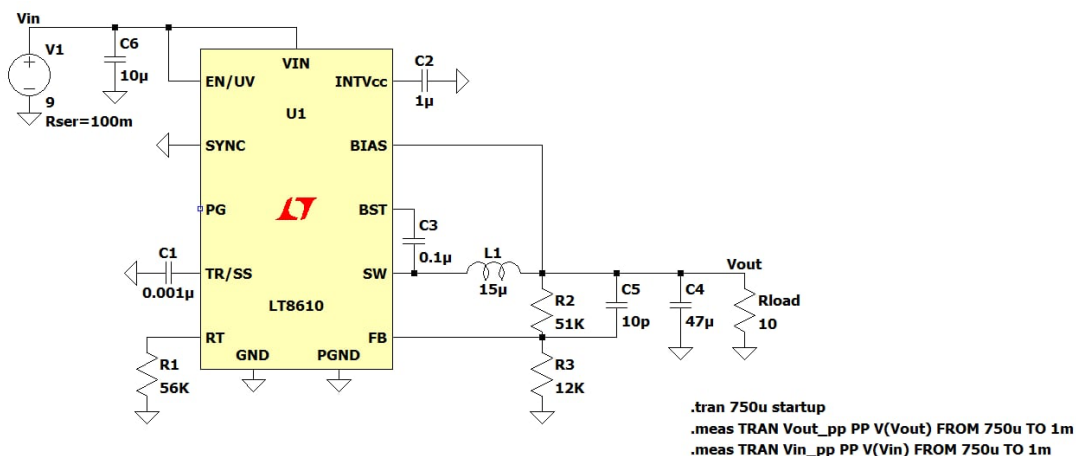 Vin
V1
9
Rser=100m
C6
10µ
VIN
EN/UV
INTVcc
C2
1µ
U1
SYNC
BIAS
PG
BST
C3
0.1µ
C1
0.001µ
TR/SS
SW
L1
15µ
Vout
LT8610
R2
51K
C5
10p
C4
47µ
Rload
10
RT
FB
GND
PGND
R1
56K
R3
12K
.tran 750u startup
.meas TRAN Vout_pp PP V(Vout) FROM 750u TO 1m
.meas TRAN Vin_pp PP V(Vin) FROM 750u TO 1m